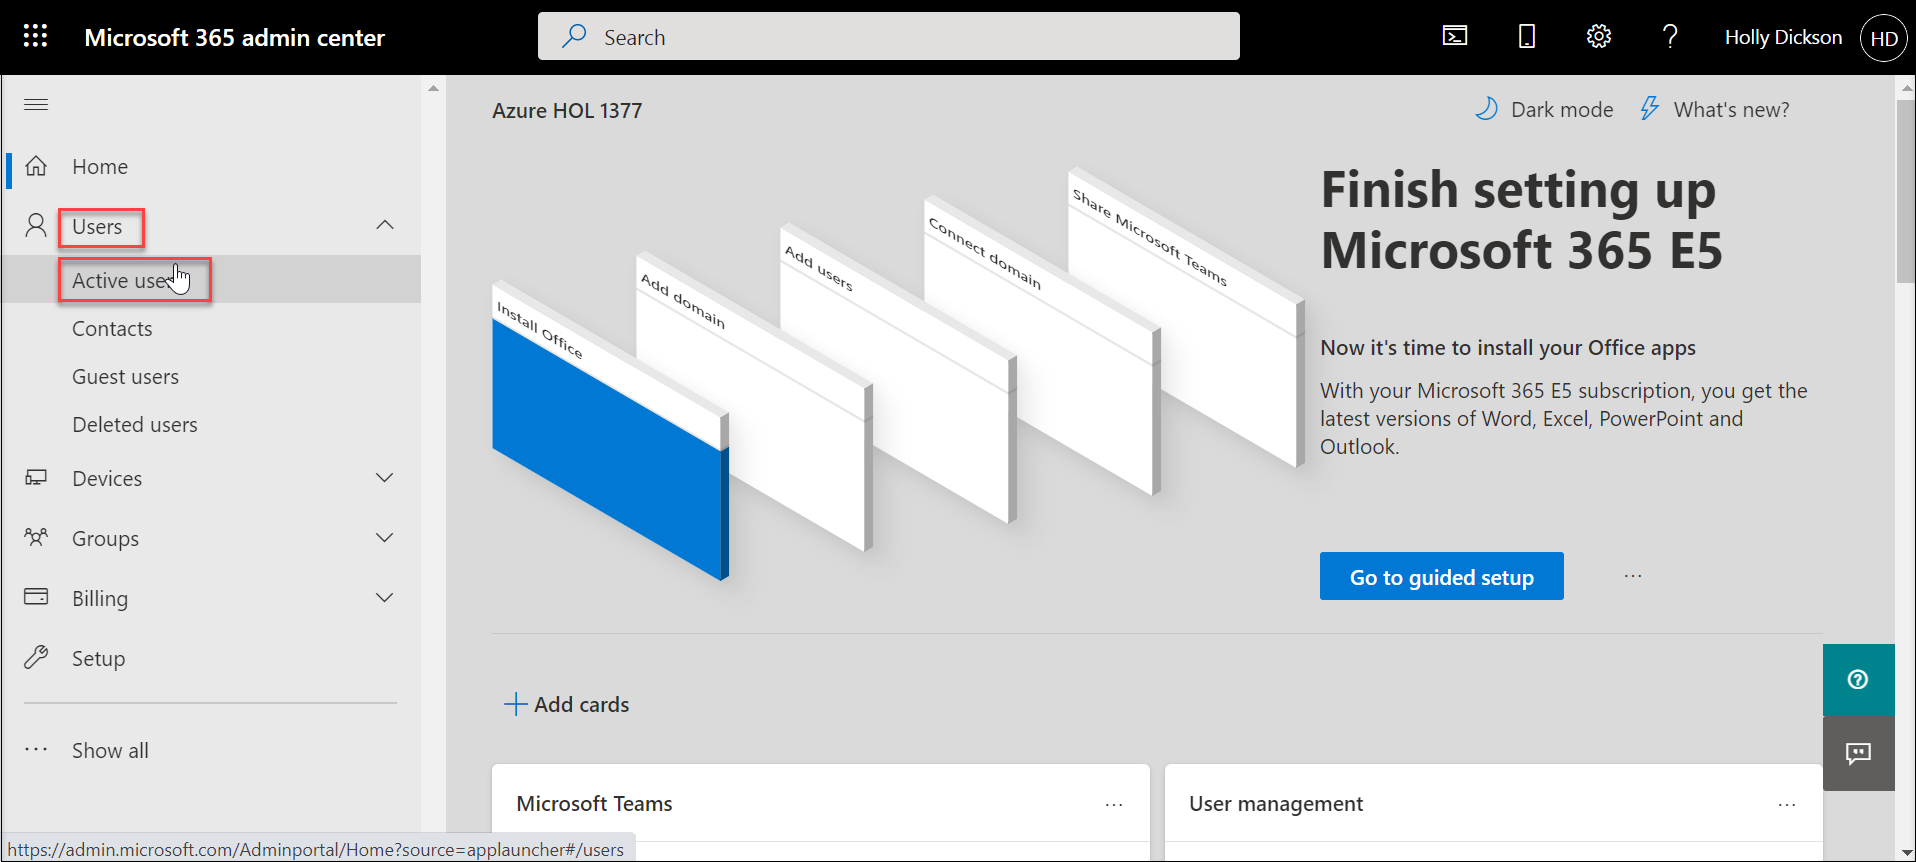 Microsoft 365 admin center
Search
Holly Dickson
HD
Home
Users
Active use
Contacts
Guest users
Deleted users
Devices
Groups
Billing
Setup
Show all
Azure HOL 1377
Dark mode
What's new?
Install Office
Add domain
Add users
Connect domain
Share Microsoft Teams
Finish setting up
Microsoft 365 E5
Now it's time to install your Office apps
With your Microsoft 365 E5 subscription, you get the
latest versions of Word, Excel, PowerPoint and
Outlook.
Go to guided setup
Add cards
Microsoft Teams
User management
https://admin.microsoft.com/Adminportal/Home?source=applauncher#/users